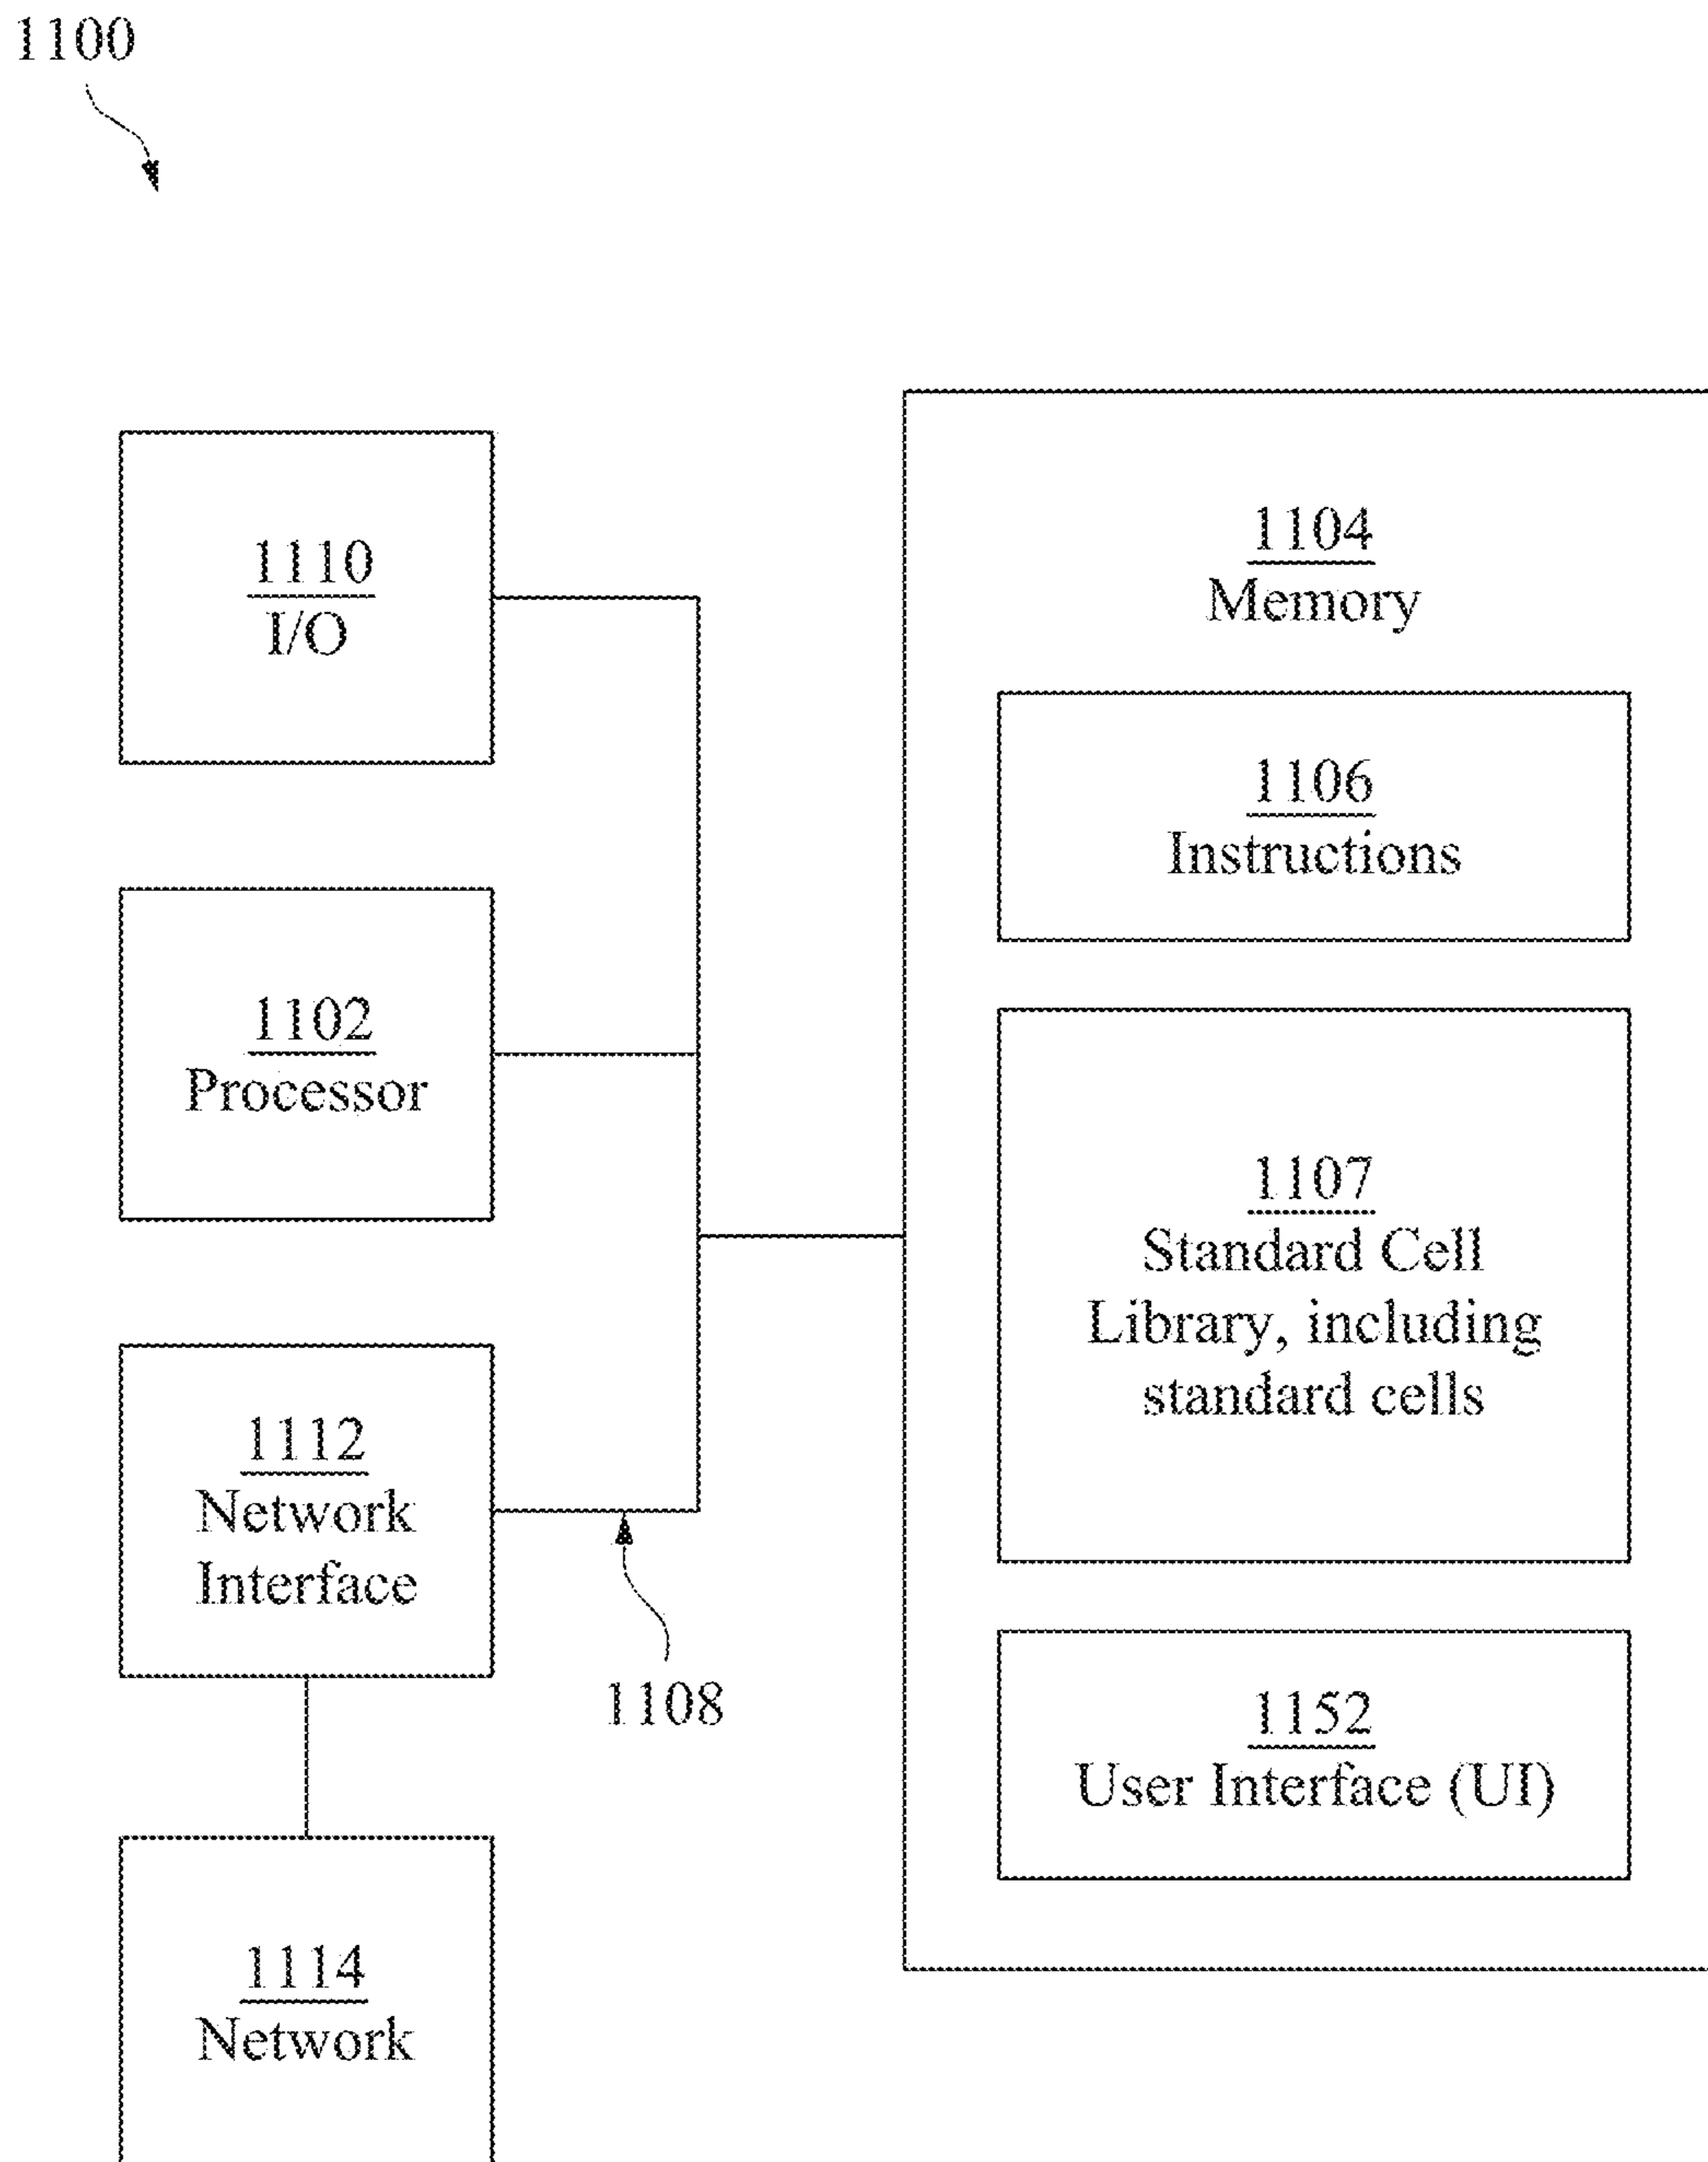 1100
1110
I/O
1102
Processor
1112
Network
Interface
1108
1114
Network
1104
Memory
1106
Instructions
1107
Standard Cell
Library, including
standard cells
1152
User Interface (UI)